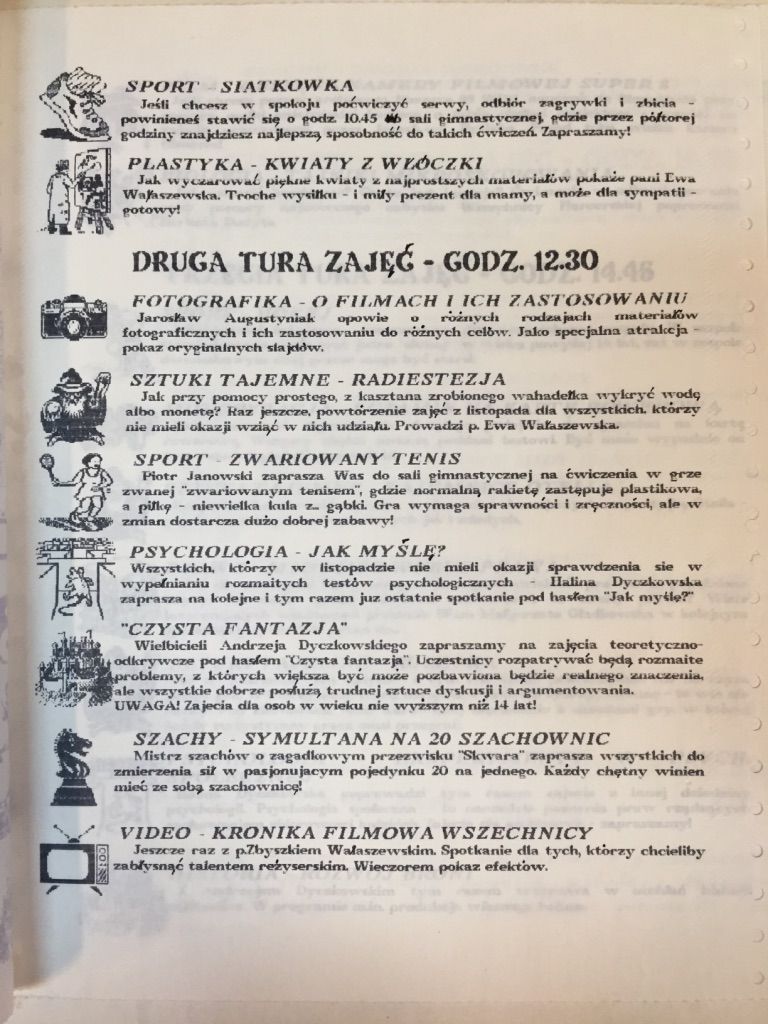 SPORT - SIATKOWKA
Jeśli chcesz w spokoju poćwiczyć serwy, odbiór zagrywki i zbicia -
powinieneś stawić się o godz. 10.45 sali gimnastycznej, gdzie przez półtorej
godziny znajdziesz najlepszą sposobność do takich ćwiczeń. Zapraszamy!
PLASTYKA - KWIATY Z WŁÓCZKI
Jak wyczarować piękne kwiaty z najprostszych materiałów pokaże pani Ewa
Wałaszewska. Troche wysiłku - i miły prezent dla mamy, a może dla sympatii -
gotowy!
DRUGA TURA ZAJĘĆ - GODZ. 12.30
FOTOGRAFIKA - O FILMACH I ICH ZASTOSOWANIU
Jarosław Augustyniak opowie o różnych rodzajach materiałów
fotograficznych i ich zastosowaniu do różnych celów. Jako specjalna atrakcja -
pokaz oryginalnych slajdów.
SZTUKI TAJEMNE - RADIESTEZJA
Jak przy pomocy prostego, z kasztana zrobionego wahadełka wykryć wodę
albo monetę? Raz jeszcze, powtórzenie zajęć z listopada dla wszystkich, którzy
nie mieli okazji wziąć w nich udziału. Prowadzi p. Ewa Wałaszewska.
SPORT - ZWARIOWANY TENIS
Piotr Janowski zaprasza Was do sali gimnastycznej na ćwiczenia w grze
zwanej "zwariowanym tenisem", gdzie normalną rakietę zastępuje plastikowa,
a piłkę - niewielka kula z... gąbki. Gra wymaga sprawności i zręczności, ale w
zmian dostarcza dużo dobrej zabawy!
PSYCHOLOGIA - JAK MYŚLĘ?
Wszystkich, którzy w listopadzie nie mieli okazji sprawdzenia sie w
wypełnianiu rozmaitych testów psychologicznych - Halina Dyczkowska
zaprasza na kolejne i tym razem juz ostatnie spotkanie pod hasłem "Jak myślę?"
"CZYSTA FANTAZJA"
Wielbicieli Andrzeja Dyczkowskiego zapraszamy na zajęcia teoretyczno-
odkrywcze pod hasłem "Czysta fantazja". Uczestnicy rozpatrywać będą rozmaite
problemy, z których większa być może pozbawiona będzie realnego znaczenia,
ale wszystkie dobrze posłużą trudnej sztuce dyskusji i argumentowania.
UWAGA! Zajecia dla osob w wieku nie wyższym niż 14 lat!
SZACHY - SYMULTANA NA 20 SZACHOWNIC
Mistrz szachów o zagadkowym przezwisku "Skwara" zaprasza wszystkich do
zmierzenia sił w pasjonujacym pojedynku 20 na jednego. Każdy chętny winien
mieć ze sobą szachownicę!
VIDEO - KRONIKA FILMOWA WSZECHNICY
Jeszcze raz z p.Zbyszkiem Wałaszewskim. Spotkanie dla tych, którzy chcieliby
zabłysnąć talentem reżyserskim. Wieczorem pokaz efektów.